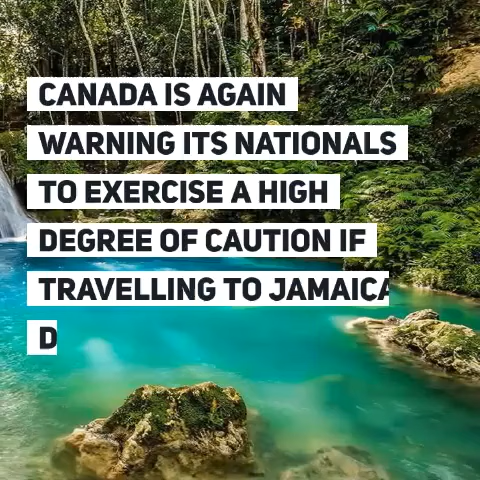 CANADA IS AGAIN
WARNING ITS NATIONALS
TO EXERCISE A HIGH
DEGREE OF CAUTION IF
TRAVELLING TO JAMAICA
D